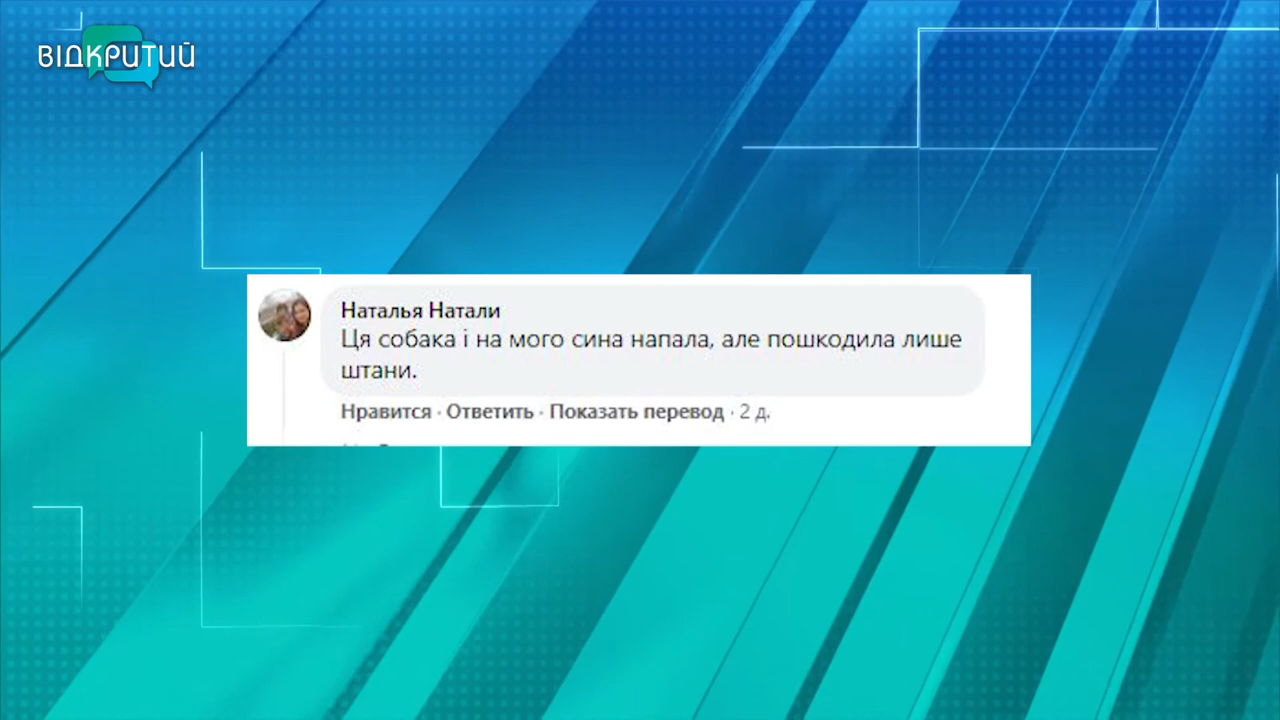 ВІДКРИТИЙ
Наталья Натали
Ця собака і на мого сина напала, але пошкодила лише
штани.
Нравится · Ответить · Показать перевод · 2 д.